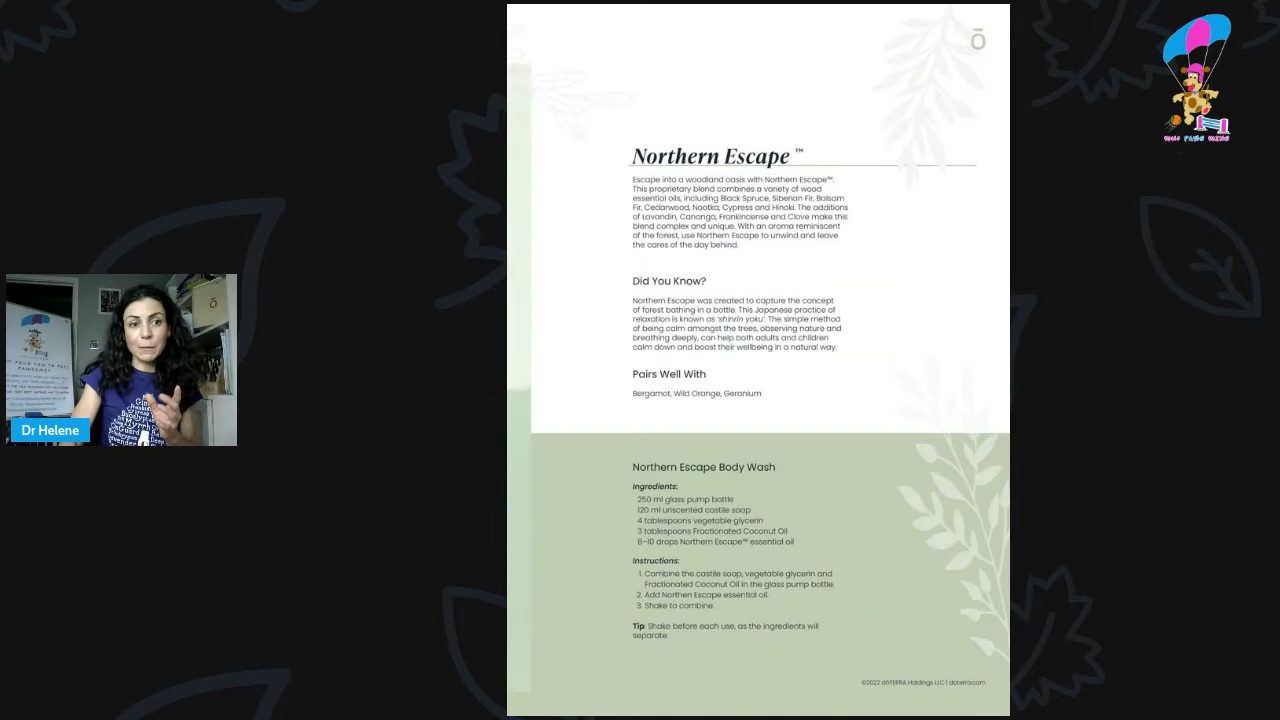 ō
Northern Escape ™
Escape into a woodland oasis with Northern Escape™.
This proprietary blend combines a variety of wood
essential oils, including Black Spruce, Siberian Fir, Balsam
Fir, Cedarwood, Nootka, Cypress and Hinoki. The additions
of Lavandin, Cananga, Frankincense and Clove make this
blend complex and unique. With an aroma reminiscent
of the forest, use Northern Escape to unwind and leave
the cares of the day behind.
Did You Know?
Northern Escape was created to capture the concept
of forest bathing in a bottle. This Japanese practice of
relaxation is known as 'shinrin yoku'. The simple method
of being calm amongst the trees, observing nature and
breathing deeply, can help both adults and children
calm down and boost their wellbeing in a natural way.
Pairs Well With
Bergamot, Wild Orange, Geranium
Northern Escape Body Wash
Ingredients:
250 ml glass pump bottle
120 ml unscented castile soap
4 tablespoons vegetable glycerin
3 tablespoons Fractionated Coconut Oil
8–10 drops Northern Escape™ essential oil
Instructions:
1. Combine the castile soap, vegetable glycerin and
Fractionated Coconut Oil in the glass pump bottle.
2. Add Northen Escape essential oil.
3. Shake to combine.
Tip: Shake before each use, as the ingredients will
separate.
©2022 dōTERRA Holdings LLC | doterra.com
Dr Helene